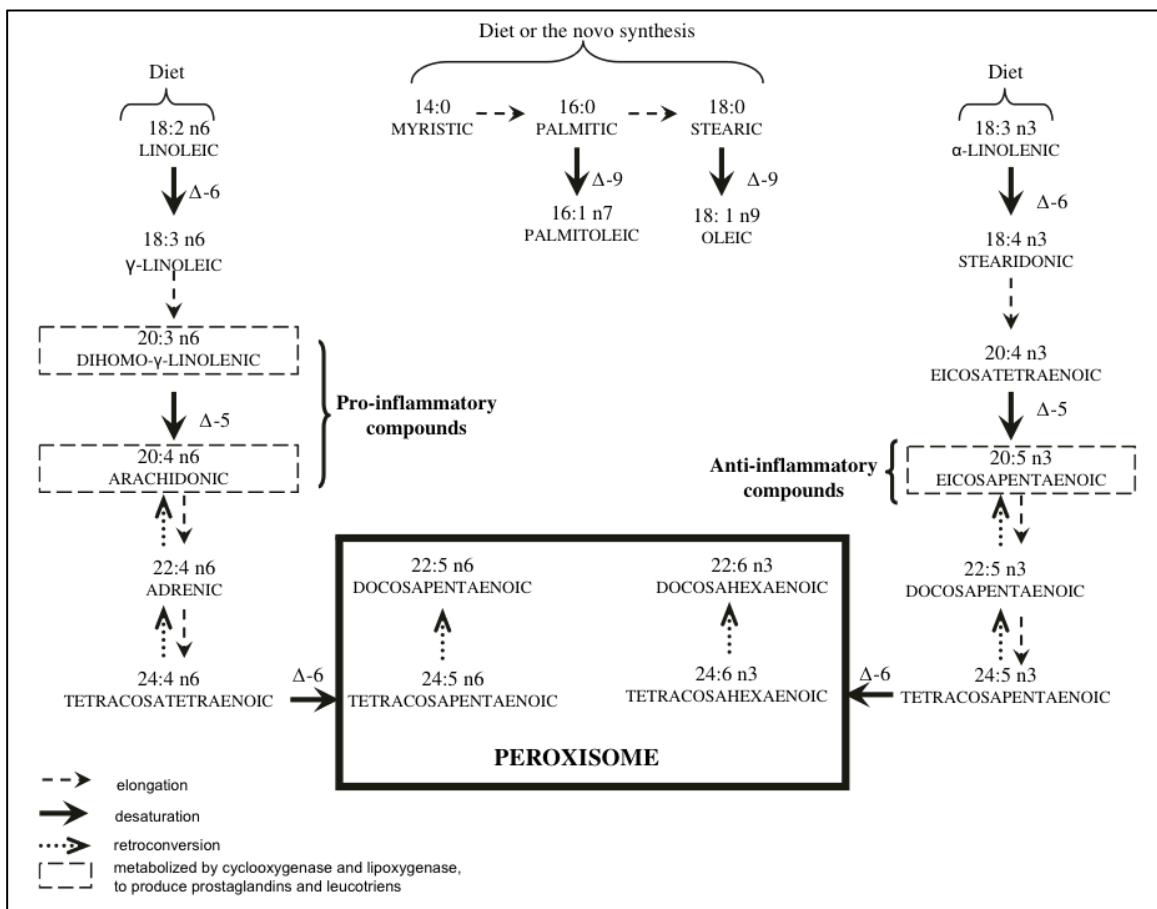 Diet or the novo synthesis
Diet
18:2 n6
LINOLEIC
Δ-6
18:3 n6
γ-LINOLEIC
20:3 n6
DIHOMO-γ-LINOLENIC
Δ-5
20:4 n6
ARACHIDONIC
22:4 n6
ADRENIC
24:4 n6
TETRACOSATETRAENOIC
Δ-6
Pro-inflammatory
compounds
14:0
MYRISTIC
16:0
PALMITIC
18:0
STEARIC
Δ-9
Δ-9
16:1 n7
PALMITOLEIC
18: 1 n9
OLEIC
Diet
18:3 n3
α-LINOLENIC
Δ-6
18:4 n3
STEARIDONIC
20:4 n3
EICOSATETRAENOIC
Δ-5
Anti-inflammatory
compounds
20:5 n3
EICOSAPENTAENOIC
22:5 n3
DOCOSAPENTAENOIC
24:5 n3
TETRACOSAPENTAENOIC
Δ-6
22:5 n6
DOCOSAPENTAENOIC
22:6 n3
DOCOSAHEXAENOIC
24:5 n6
TETRACOSAPENTAENOIC
24:6 n3
TETRACOSAHEXAENOIC
PEROXISOME
elongation
desaturation
retroconversion
metabolized by cyclooxygenase and lipoxygenase,
to produce prostaglandins and leucotriens